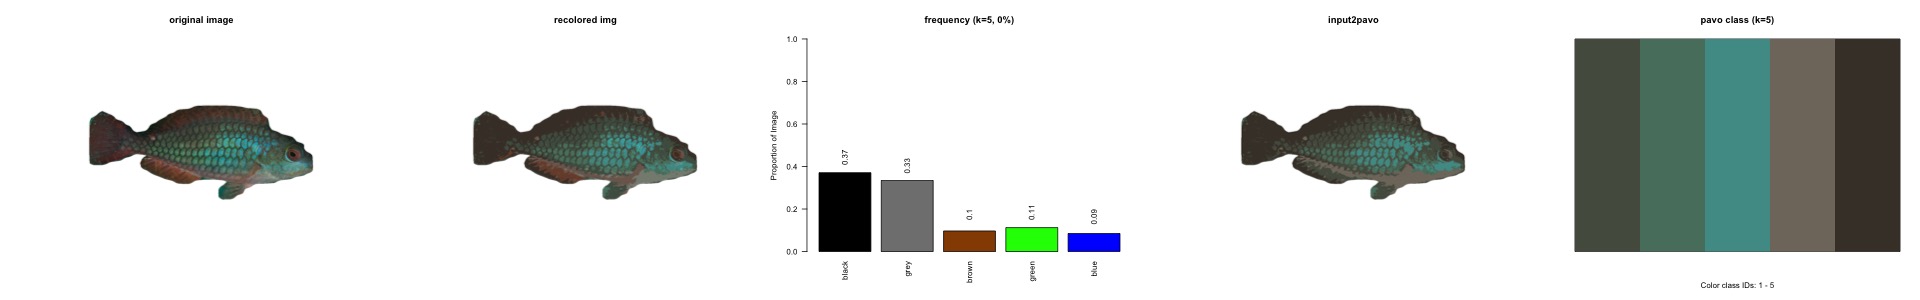 original image
recolored img
frequency (k=5, 0%)
input2pavo
pavo class (k=5)
Proportion of Image
1.0
0.8
0.6
0.4
0.2
0.0
0.37
0.33
0.1
0.11
0.09
black
grey
brown
green
blue
Color class IDs: 1 - 5